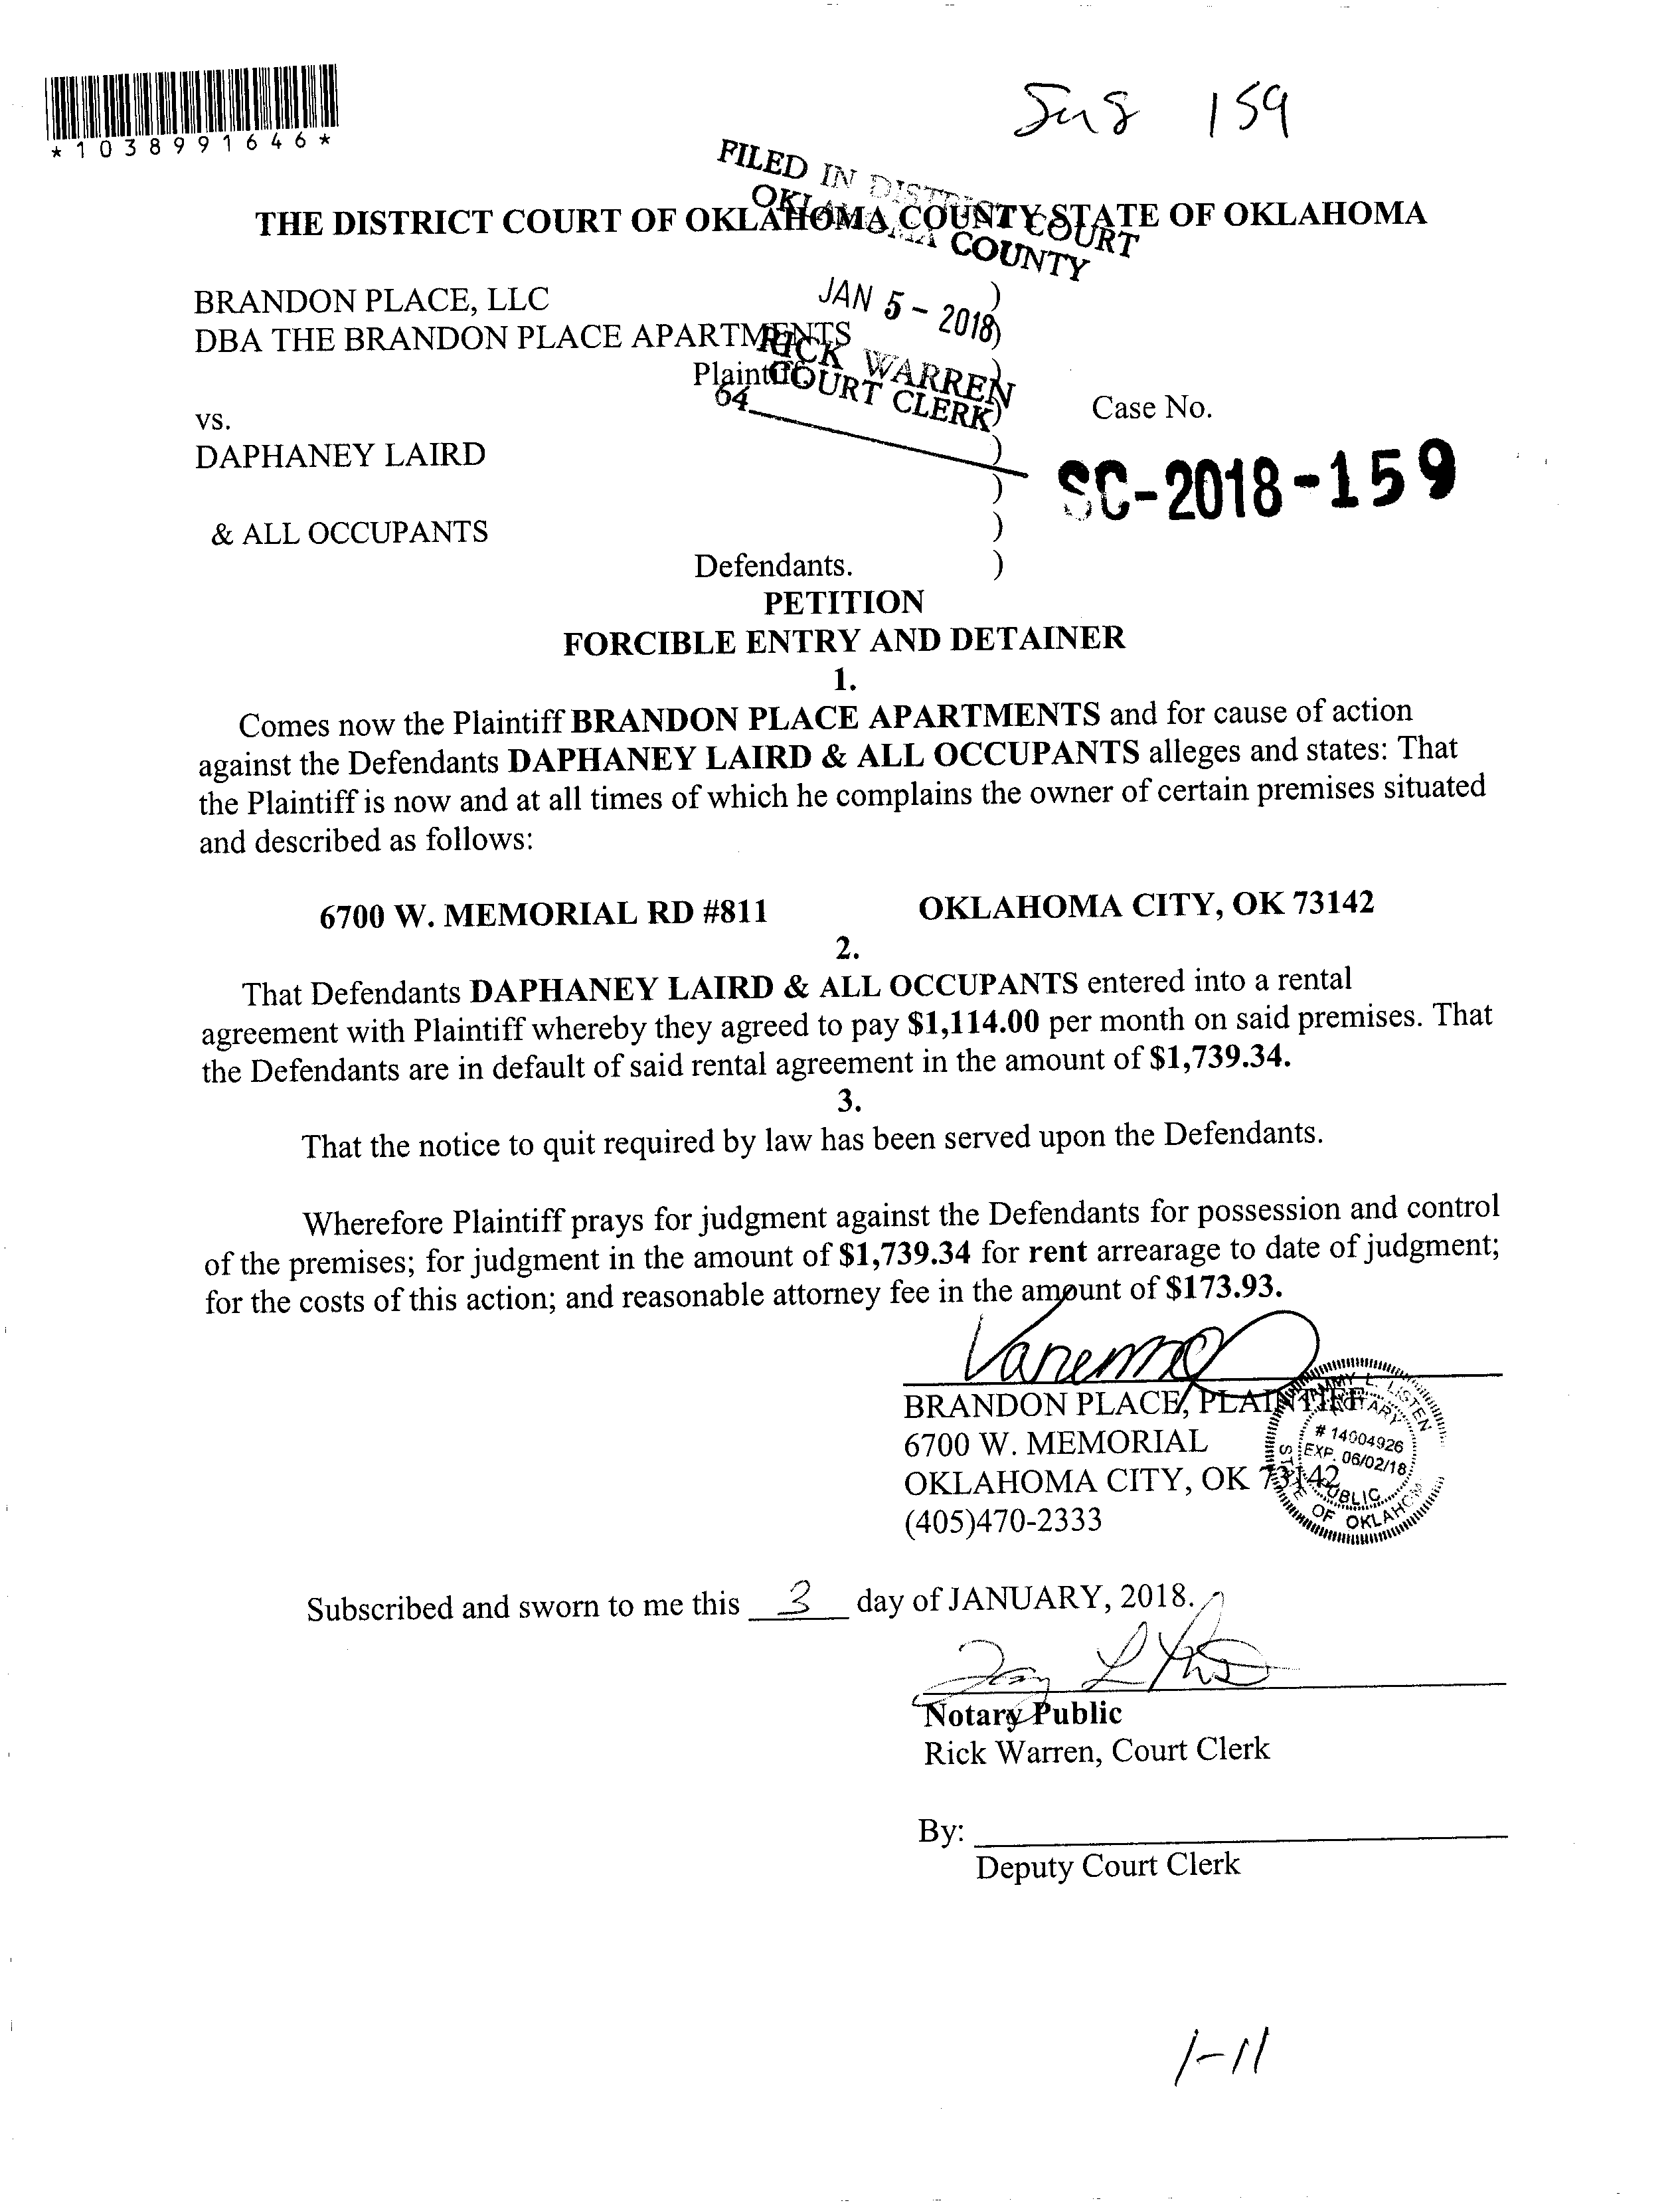 *1038991646*
159
FILED IN DISTRICT COURT
OKLAHOMA COUNTY
THE DISTRICT COURT OF OKLAHOMA COUNTY STATE OF OKLAHOMA
JAN 5 - 2018
RICK WARREN
COURT CLERK
64
BRANDON PLACE, LLC )
DBA THE BRANDON PLACE APARTMENTS )
Plaintiff, )
vs. ) Case No.
DAPHANEY LAIRD )
) SC-2018-159
& ALL OCCUPANTS )
Defendants. )
PETITION
FORCIBLE ENTRY AND DETAINER
1.
Comes now the Plaintiff BRANDON PLACE APARTMENTS and for cause of action
against the Defendants DAPHANEY LAIRD & ALL OCCUPANTS alleges and states: That
the Plaintiff is now and at all times of which he complains the owner of certain premises situated
and described as follows:
6700 W. MEMORIAL RD #811 OKLAHOMA CITY, OK 73142
2.
That Defendants DAPHANEY LAIRD & ALL OCCUPANTS entered into a rental
agreement with Plaintiff whereby they agreed to pay $1,114.00 per month on said premises. That
the Defendants are in default of said rental agreement in the amount of $1,739.34.
3.
That the notice to quit required by law has been served upon the Defendants.
Wherefore Plaintiff prays for judgment against the Defendants for possession and control
of the premises; for judgment in the amount of $1,739.34 for rent arrearage to date of judgment;
for the costs of this action; and reasonable attorney fee in the amount of $173.93.
BRANDON PLACE, PLAINTIFF
6700 W. MEMORIAL
OKLAHOMA CITY, OK 73142
(405)470-2333
TAMMY L. LISTEN
NOTARY
# 14004926
EXP. 06/02/18
PUBLIC
STATE OF OKLAHOMA
Subscribed and sworn to me this 3 day of JANUARY, 2018.
Notary Public
Rick Warren, Court Clerk
By:
Deputy Court Clerk
1-11